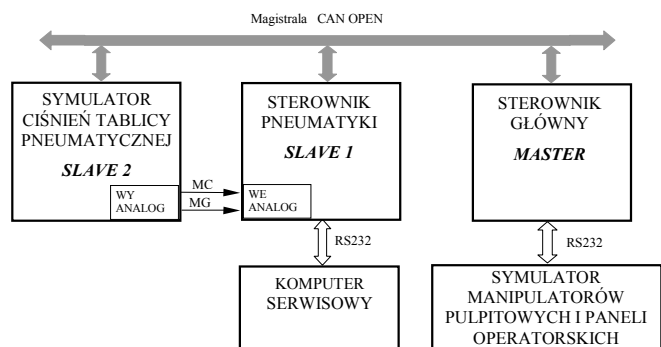 Magistrala CAN OPEN
SYMULATOR
CIŚNIEŃ TABLICY
PNEUMATYCZNEJ
SLAVE 2
WY
ANALOG
MC
MG
STEROWNIK
PNEUMATYKI
SLAVE 1
WE
ANALOG
STEROWNIK
GŁÓWNY
MASTER
RS232
RS232
KOMPUTER
SERWISOWY
SYMULATOR
MANIPULATORÓW
PULPITOWYCH I PANELI
OPERATORSKICH